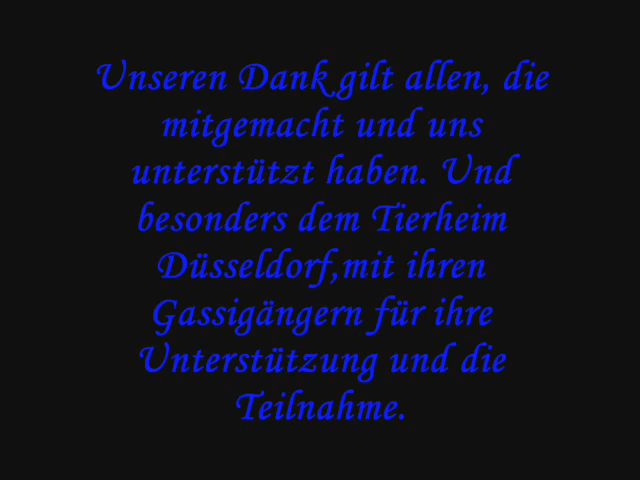 Unseren Dank gilt allen, die
mitgemacht und uns
unterstützt haben. Und
besonders dem Tierheim
Düsseldorf,mit ihren
Gassigängern für ihre
Unterstützung und die
Teilnahme.